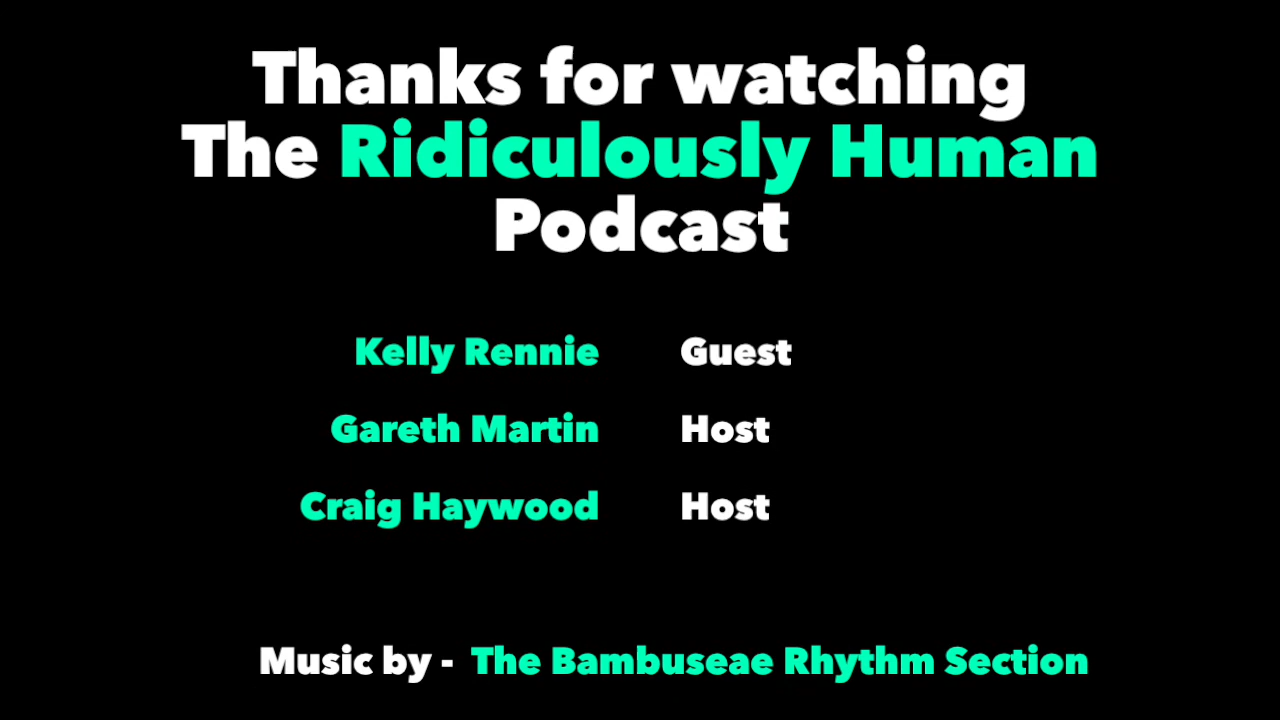 Thanks for watching
The Ridiculously Human
Podcast
Kelly Rennie Guest
Gareth Martin Host
Craig Haywood Host
Music by - The Bambuseae Rhythm Section